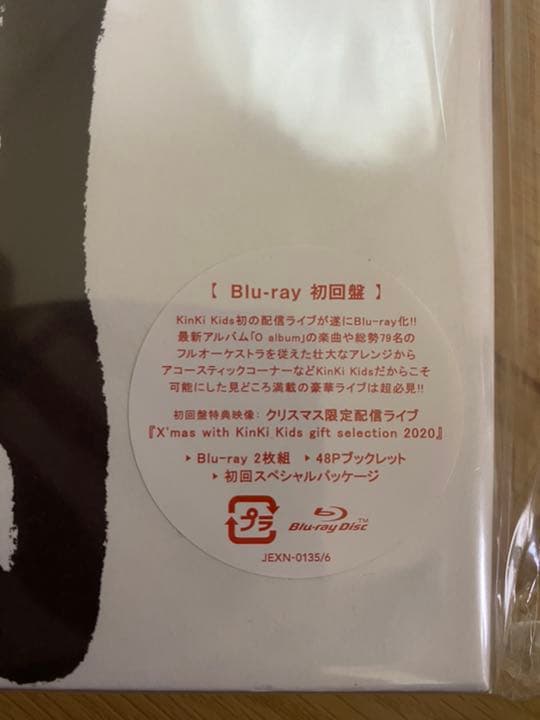 【 Blu-ray 初回盤 】
KinKi Kids初の配信ライブが遂にBlu-ray化!!
最新アルバム「O album」の楽曲や総勢79名の
フルオーケストラを従えた壮大なアレンジから
アコースティックコーナーなどKinKi Kidsだからこそ
可能にした見どころ満載の豪華ライブは超必見!!
初回盤特典映像: クリスマス限定配信ライブ
『X'mas with KinKi Kids gift selection 2020』
▶ Blu-ray 2枚組 ▶ 48Pブックレット
▶ 初回スペシャルパッケージ
プラ
Blu-ray Disc™
JEXN-0135/6